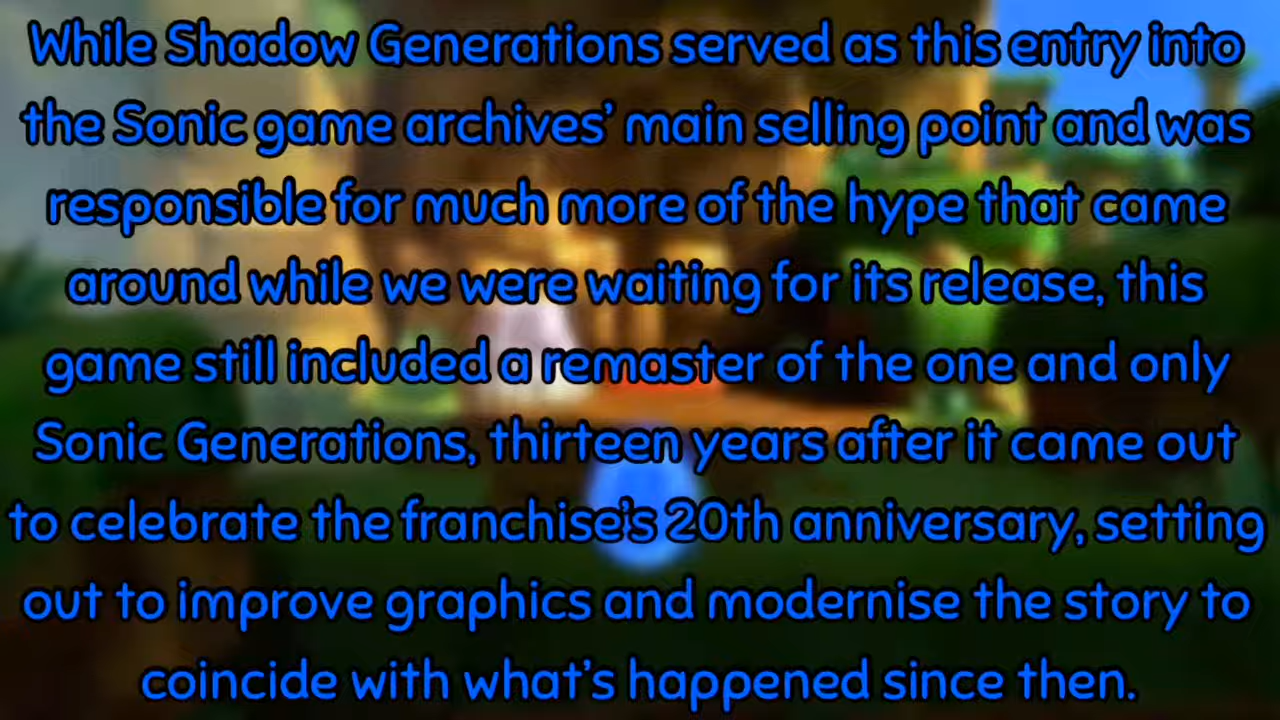 While Shadow Generations served as this entry into
the Sonic game archives’ main selling point and was
responsible for much more of the hype that came
around while we were waiting for its release, this
game still included a remaster of the one and only
Sonic Generations, thirteen years after it came out
to celebrate the franchise’s 20th anniversary, setting
out to improve graphics and modernise the story to
coincide with what’s happened since then.